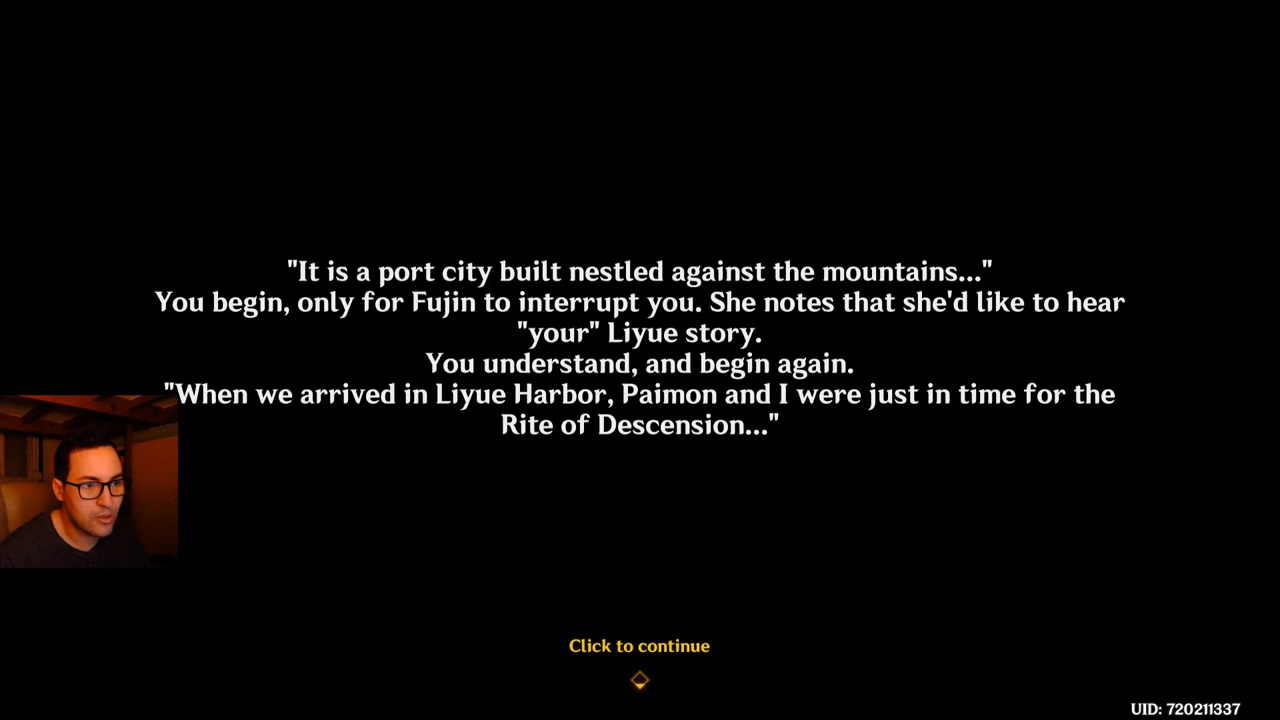 "It is a port city built nestled against the mountains..."
You begin, only for Fujin to interrupt you. She notes that she'd like to hear
"your" Liyue story.
You understand, and begin again.
"When we arrived in Liyue Harbor, Paimon and I were just in time for the
Rite of Descension..."
Click to continue
UID: 720211337